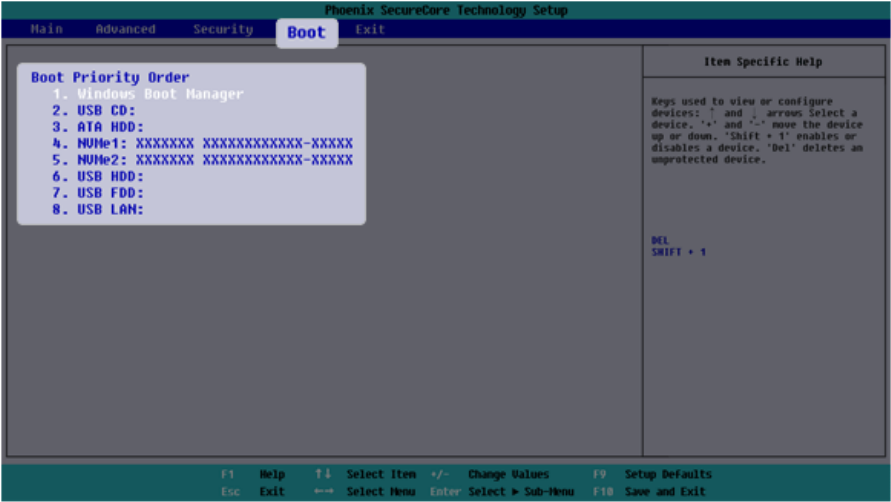 Phoenix SecureCore Technology Setup
Main Advanced Security Boot Exit
Boot Priority Order
1. Windows Boot Manager
2. USB CD:
3. ATA HDD:
4. NVMe1: XXXXXXX XXXXXXXXXXXX-XXXXX
5. NVMe2: XXXXXXX XXXXXXXXXXXX-XXXXX
6. USB HDD:
7. USB FDD:
8. USB LAN:
Item Specific Help
Keys used to view or configure
devices: ↑ and ↓ arrows Select a
device. '+' and '-' move the device
up or down. 'Shift + 1' enables or
disables a device. 'Del' deletes an
unprotected device.
DEL
SHIFT + 1
F1 Help ↑↓ Select Item +/- Change Values F9 Setup Defaults
Esc Exit ←→ Select Menu Enter Select ▶ Sub-Menu F10 Save and Exit